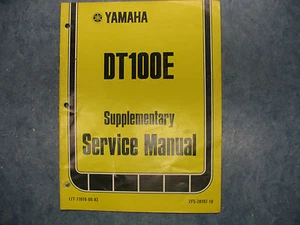 YAMAHA
DT100E
Supplementary
Service Manual